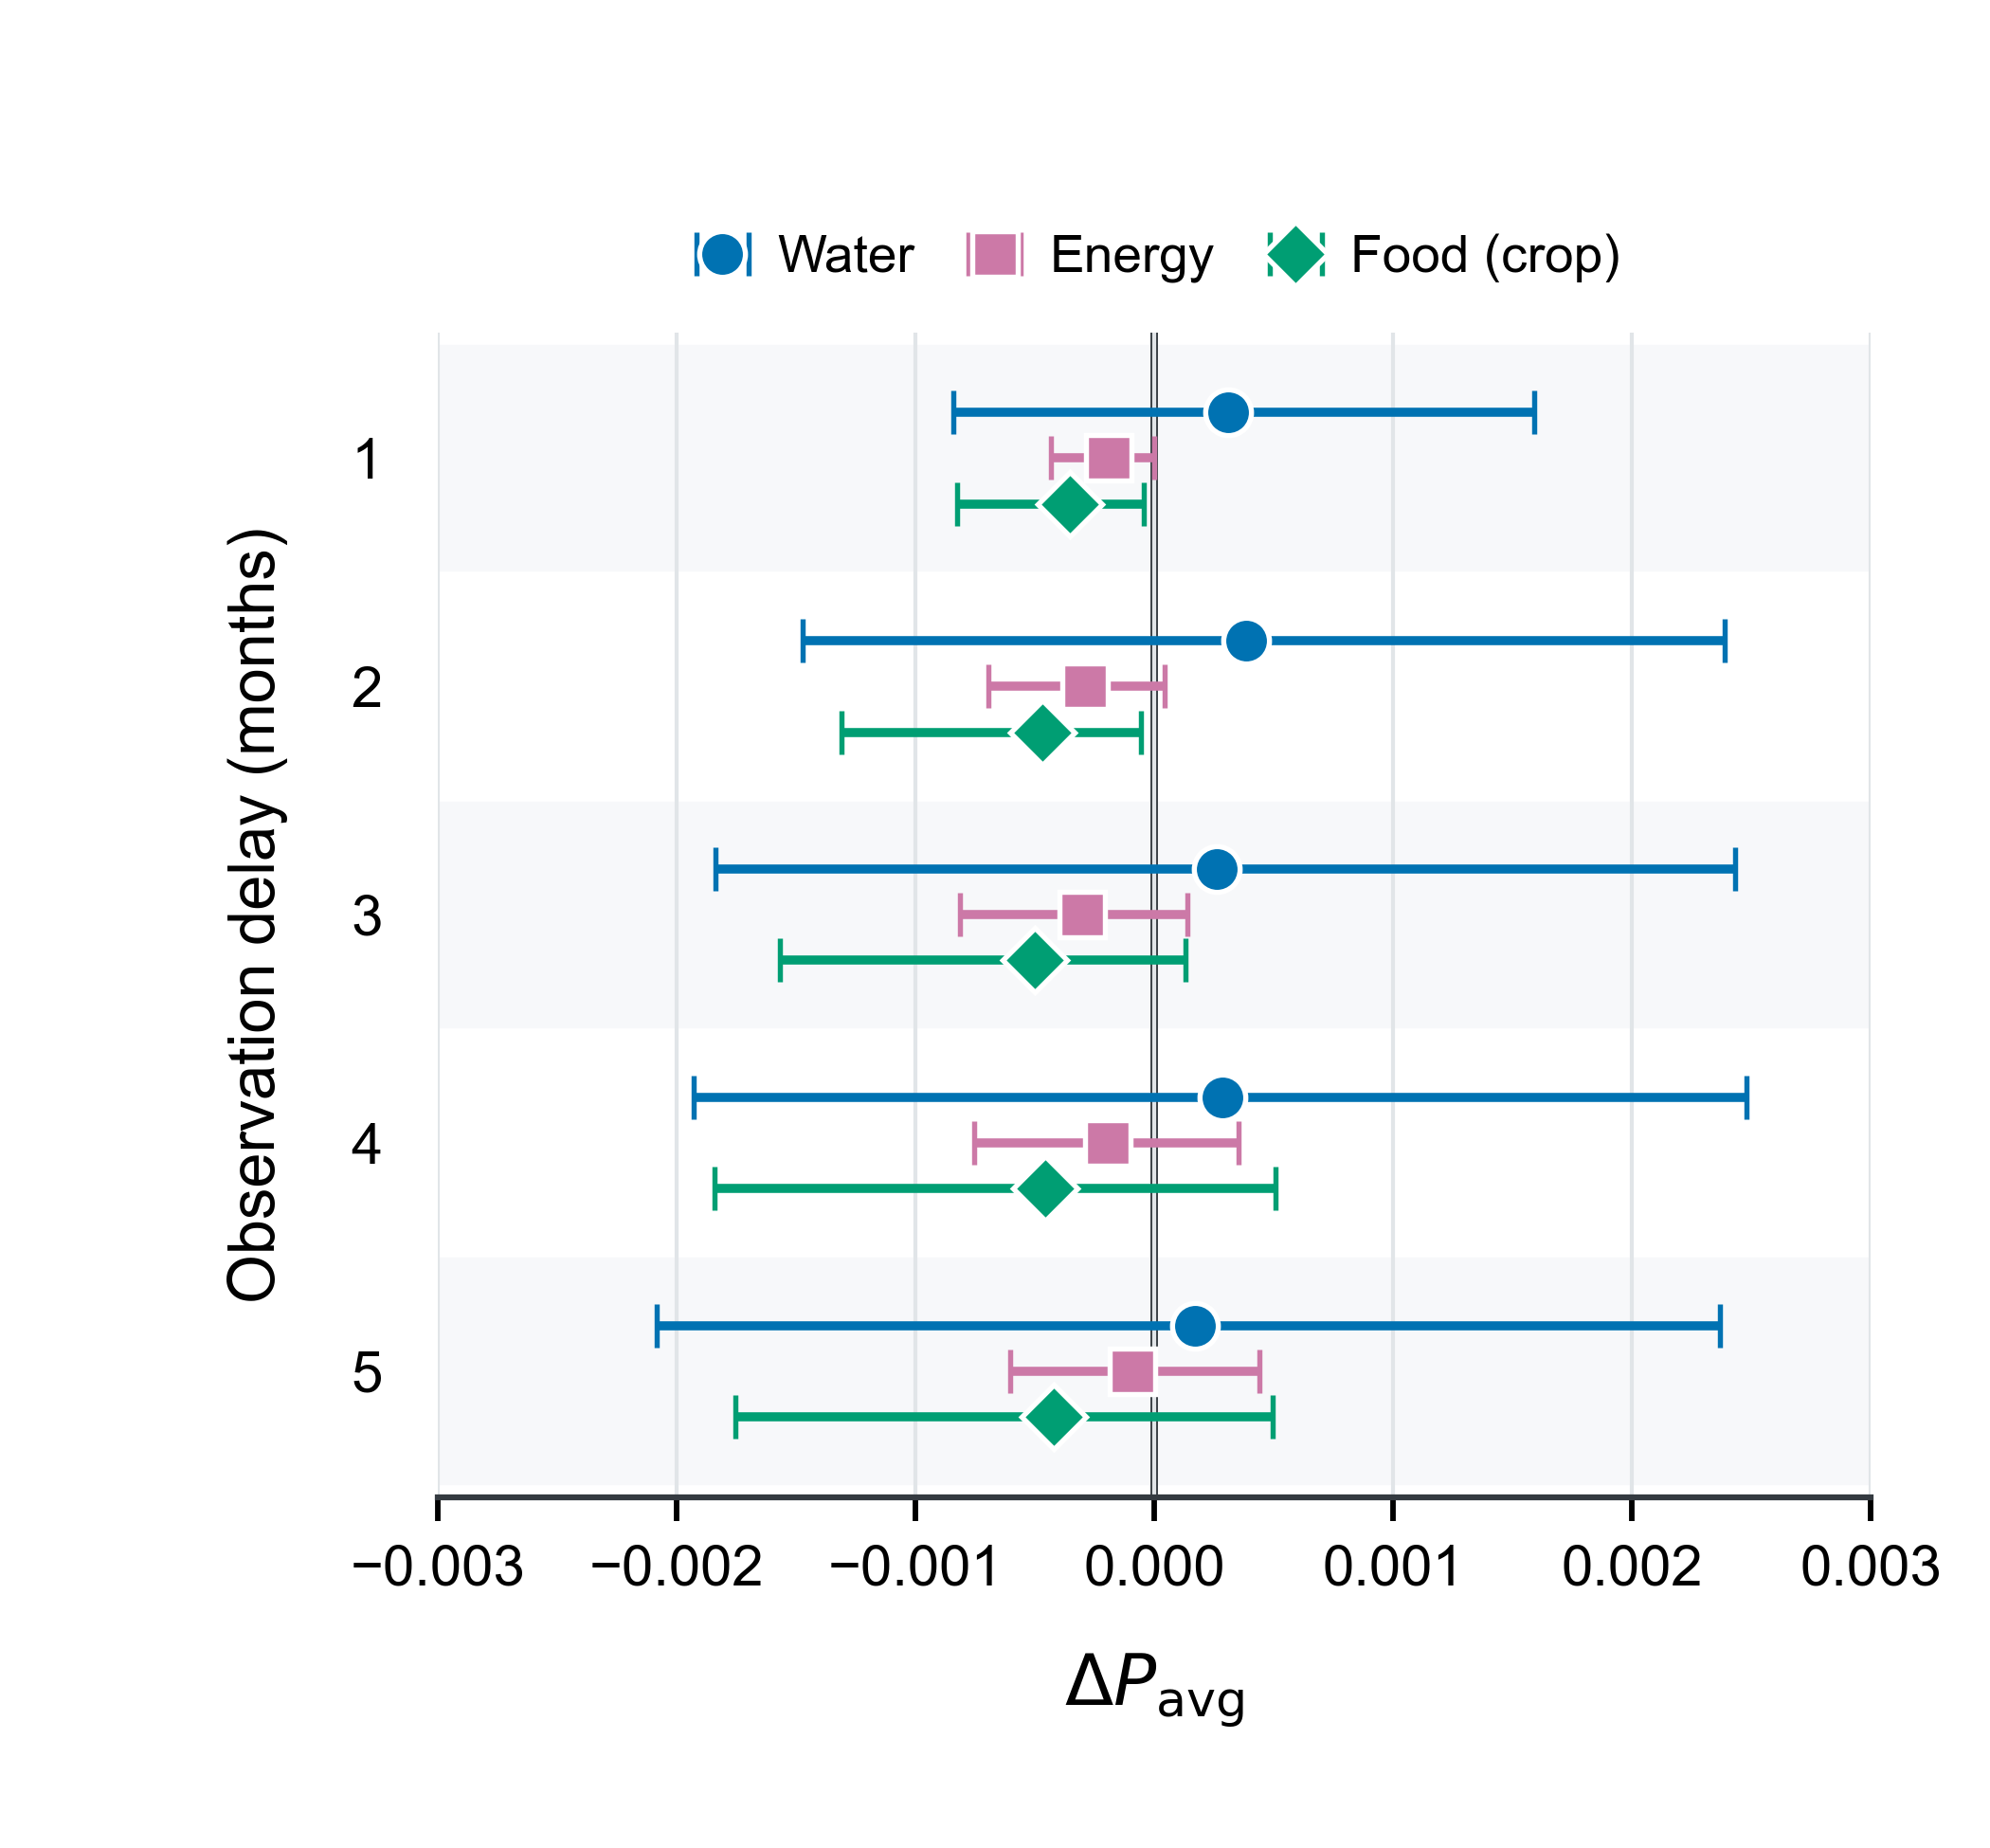 Water Energy Food (crop)
Observation delay (months)
1
2
3
4
5
−0.003 −0.002 −0.001 0.000 0.001 0.002 0.003
ΔPavg